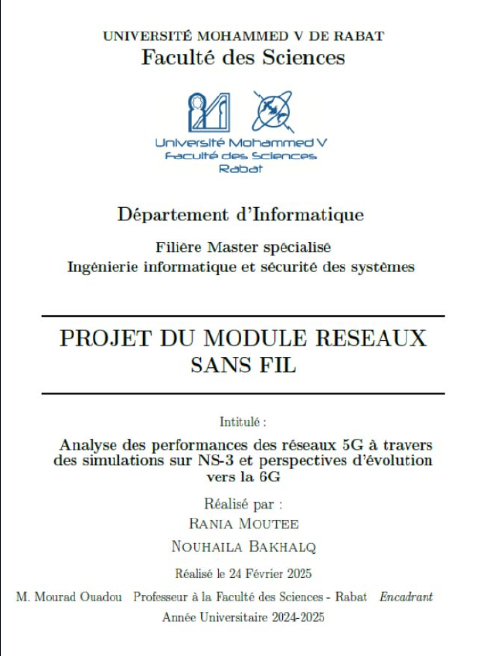 UNIVERSITÉ MOHAMMED V DE RABAT
Faculté des Sciences
Université Mohammed V
Faculté des Sciences
Rabat
Département d'Informatique
Filière Master spécialisé
Ingénierie informatique et sécurité des systèmes
PROJET DU MODULE RESEAUX
SANS FIL
Intitulé :
Analyse des performances des réseaux 5G à travers
des simulations sur NS-3 et perspectives d'évolution
vers la 6G
Réalisé par :
RANIA MOUTEE
NOUHAILA BAKHALQ
Réalisé le 24 Février 2025
M. Mourad Ouadou Professeur à la Faculté des Sciences - Rabat Encadrant
Année Universitaire 2024-2025